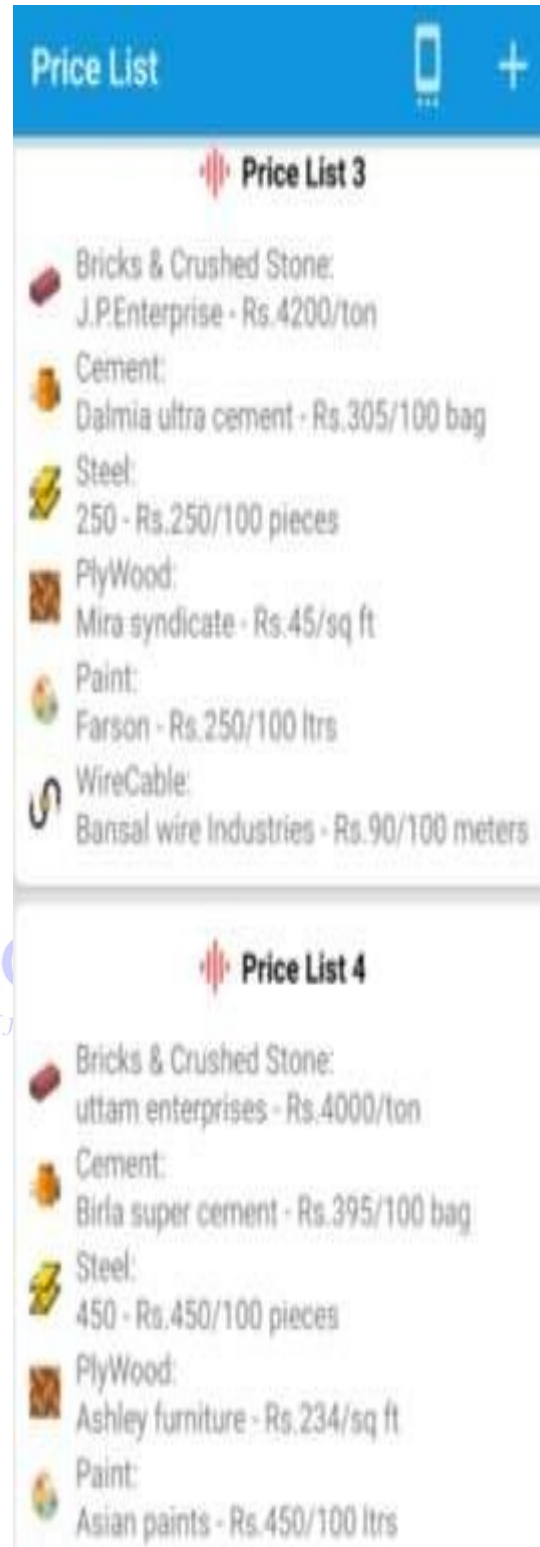 Price List
Price List 3
Bricks & Crushed Stone:
J.P.Enterprise - Rs.4200/ton
Cement:
Dalmia ultra cement - Rs.305/100 bag
Steel:
250 - Rs.250/100 pieces
PlyWood:
Mira syndicate - Rs.45/sq ft
Paint:
Farson - Rs.250/100 ltrs
WireCable:
Bansal wire Industries - Rs.90/100 meters
Price List 4
Bricks & Crushed Stone:
uttam enterprises - Rs.4000/ton
Cement:
Birla super cement - Rs.395/100 bag
Steel:
450 - Rs.450/100 pieces
PlyWood:
Ashley furniture - Rs.234/sq ft
Paint:
Asian paints - Rs.450/100 ltrs